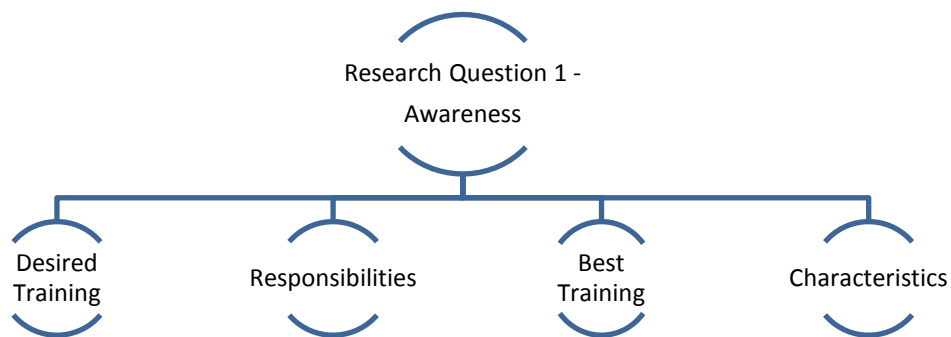 Research Question 1 -
Awareness
Desired
Training
Responsibilities
Best
Training
Characteristics